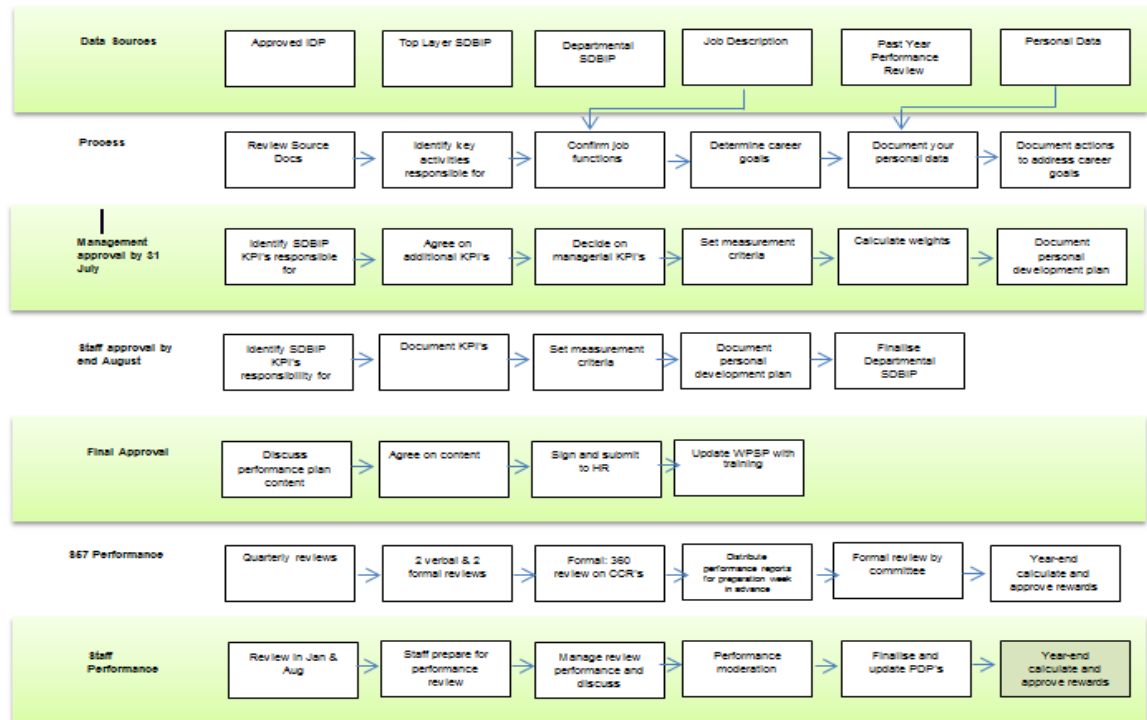 Data Sources
Approved IDP
Top Layer SDBIP
Departmental
SDBIP
Job Description
Past Year
Performance
Review
Personal Data
Process
Review Source
Docs
Identify key
activities
responsible for
Confirm job
functions
Determine career
goals
Document your
personal data
Document actions
to address career
goals
Management
approval by 31
July
Identify SDBIP
KPI's responsible
for
Agree on
additional KPI's
Decide on
managerial KPI's
Set measurement
criteria
Calculate weights
Document
personal
development plan
Staff approval by
end August
Identify SDBIP
KPI's
responsibility for
Document KPI's
Set measurement
criteria
Document
personal
development plan
Finalise
Departmental
SDBIP
Final Approval
Discuss
performance plan
content
Agree on content
Sign and submit
to HR
Update WPSP with
training
S57 Performance
Quarterly reviews
2 verbal & 2
formal reviews
Formal: 360
review on CCR's
Distribute
performance reports
for preparation week
in advance
Formal review by
committee
Year-end
calculate and
approve rewards
Staff
Performance
Review in Jan &
Aug
Staff prepare for
performance
review
Manage review
performance and
discuss
Performance
moderation
Finalise and
update PDP's
Year-end
calculate and
approve rewards